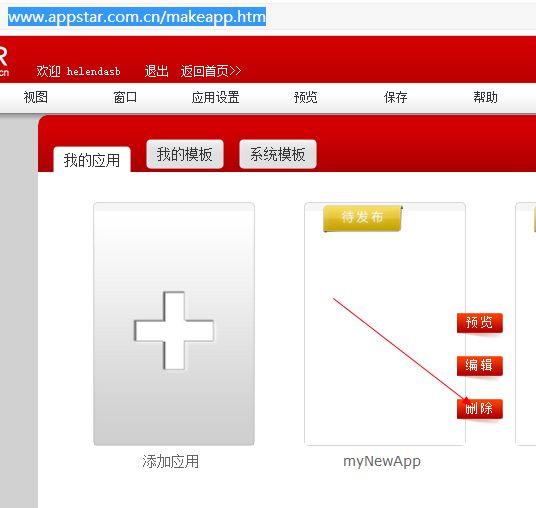 www.appstar.com.cn/makeapp.htm
R
cn
欢迎 helendasb 退出 返回首页>>
视图 窗口 应用设置 预览 保存 帮助
我的应用 我的模板 系统模板
待发布
预览
编辑
删除
添加应用 myNewApp